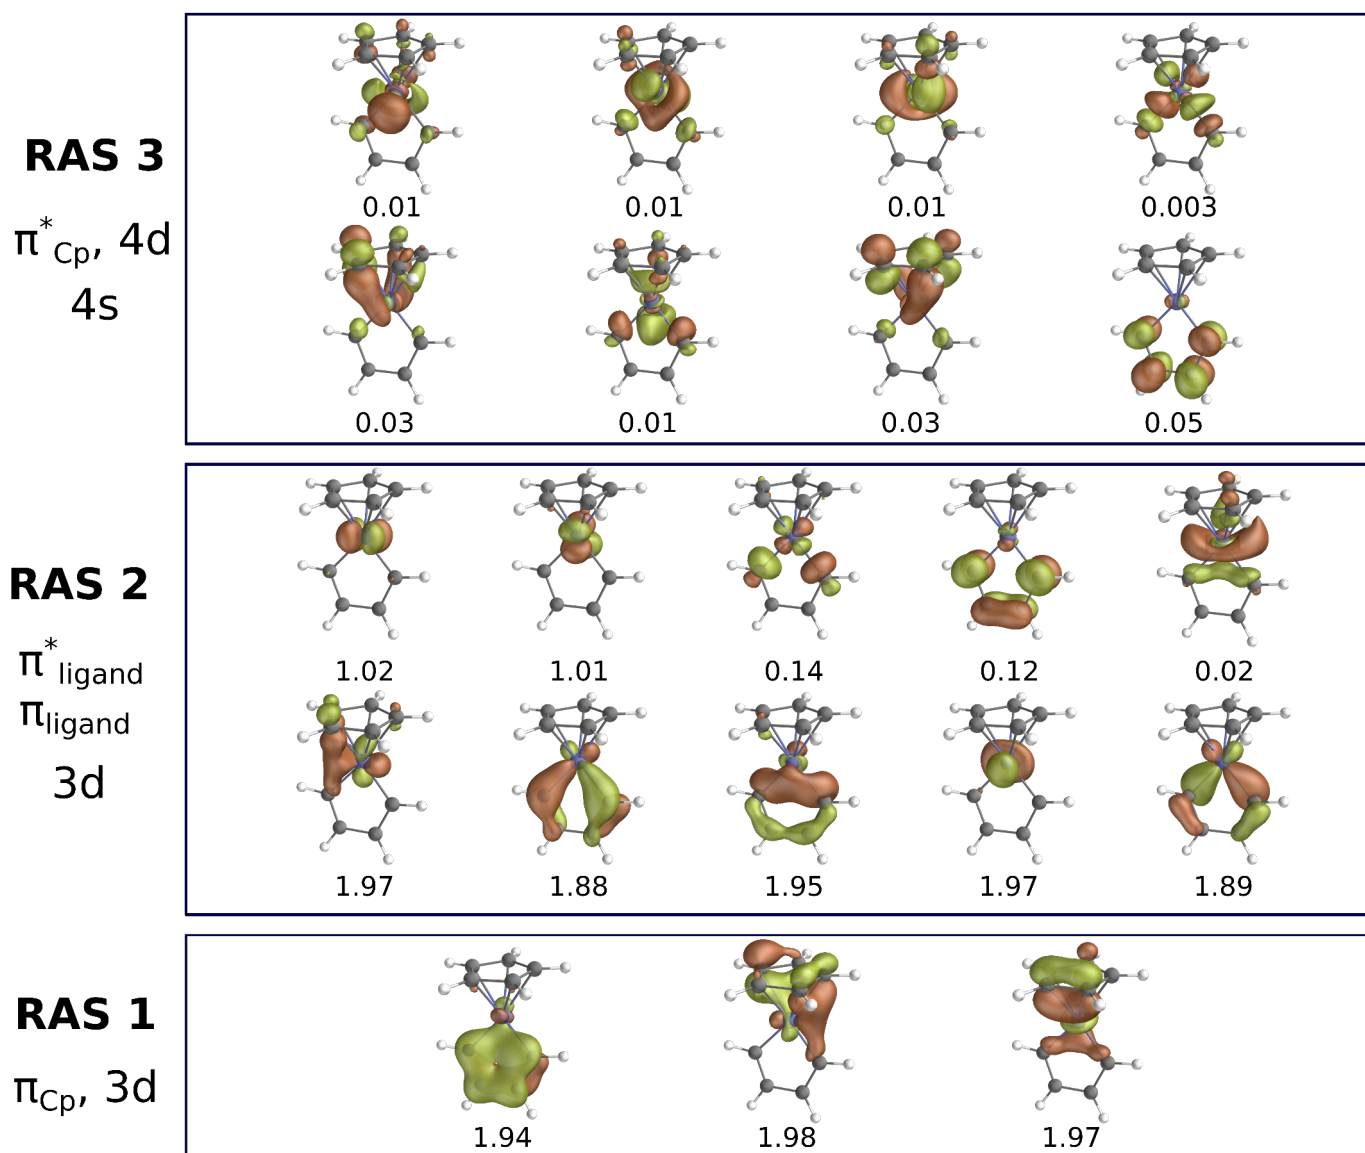 RAS 3
π*Cp, 4d
4s
0.01 0.01 0.01 0.003
0.03 0.01 0.03 0.05
RAS 2
π*ligand
πligand
3d
1.02 1.01 0.14 0.12 0.02
1.97 1.88 1.95 1.97 1.89
RAS 1
πCp, 3d
1.94 1.98 1.97